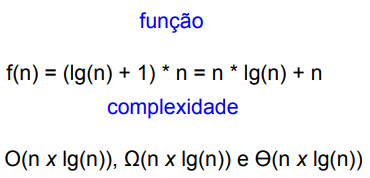 função
f(n) = (lg(n) + 1) * n = n * lg(n) + n
complexidade
O(n x lg(n)), Ω(n x lg(n)) e Ɵ(n x lg(n))